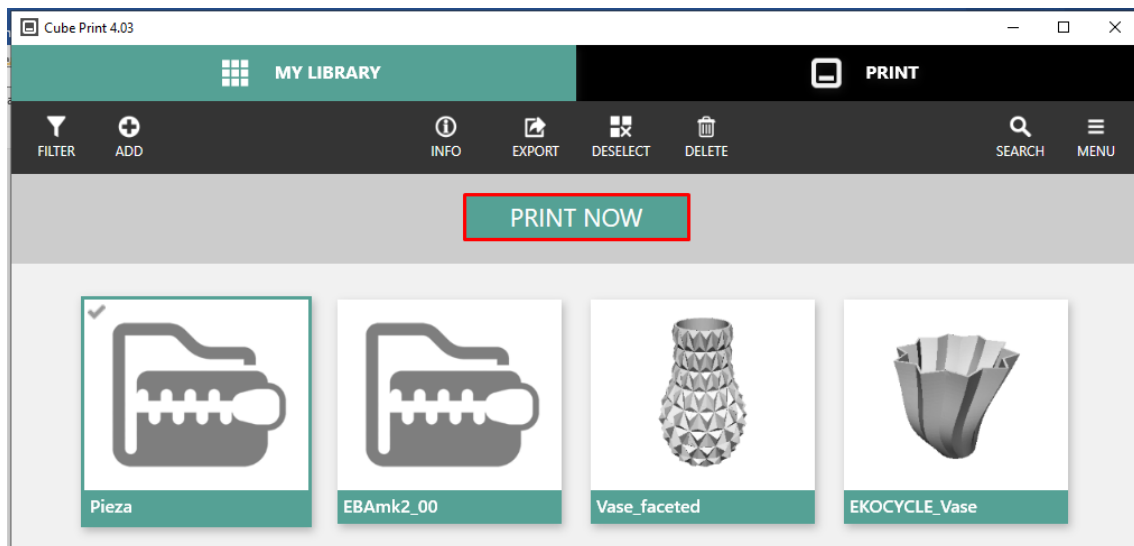 Cube Print 4.03
MY LIBRARY
PRINT
FILTER
ADD
INFO
EXPORT
DESELECT
DELETE
SEARCH
MENU
PRINT NOW
Pieza
EBAmk2_00
Vase_faceted
EKOCYCLE_Vase